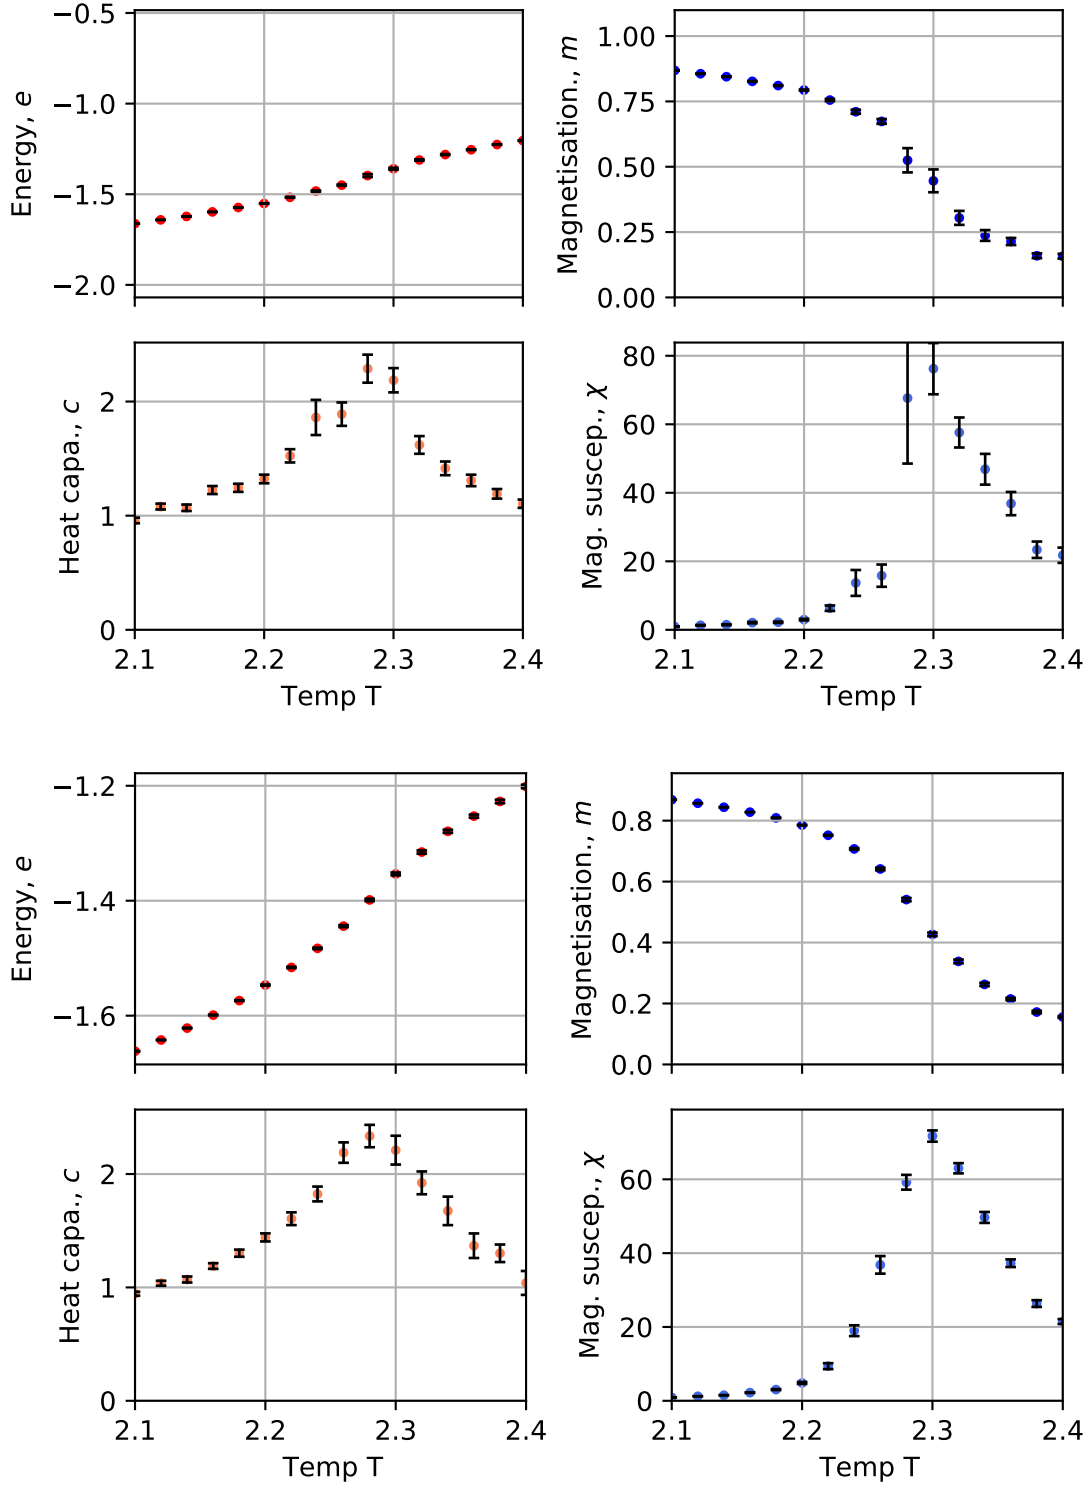 −0.5
−1.0
−1.5
−2.0
Energy, e
1.00
0.75
0.50
0.25
0.00
Magnetisation., m
2
1
0
Heat capa., c
2.1 2.2 2.3 2.4
Temp T
80
60
40
20
0
Mag. suscep., χ
2.1 2.2 2.3 2.4
Temp T
−1.2
−1.4
−1.6
Energy, e
0.8
0.6
0.4
0.2
0.0
Magnetisation., m
2
1
0
Heat capa., c
2.1 2.2 2.3 2.4
Temp T
60
40
20
0
Mag. suscep., χ
2.1 2.2 2.3 2.4
Temp T